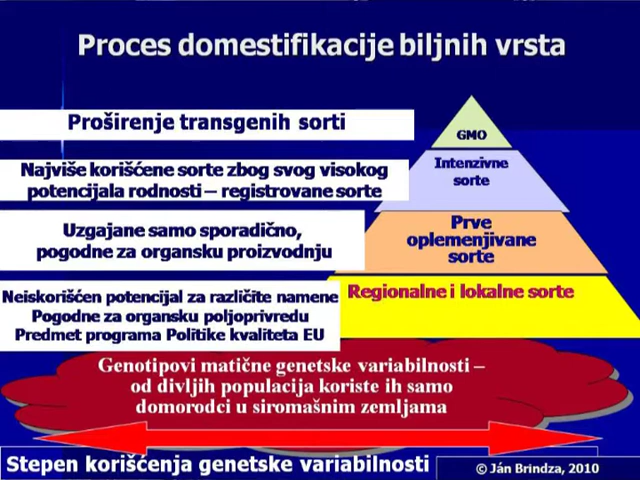 Proces domestifikacije biljnih vrsta
Proširenje transgenih sorti
GMO
Najviše korišćene sorte zbog svog visokog
potencijala rodnosti – registrovane sorte
Intenzivne
sorte
Uzgajane samo sporadično,
pogodne za organsku proizvodnju
Prve
oplemenjivane
sorte
Neiskorišćen potencijal za različite namene
Pogodne za organsku poljoprivredu
Predmet programa Politike kvaliteta EU
Regionalne i lokalne sorte
Genotipovi matične genetske variabilnosti –
od divljih populacija koriste ih samo
domorodci u siromašnim zemljama
Stepen korišćenja genetske variabilnosti
© Ján Brindza, 2010